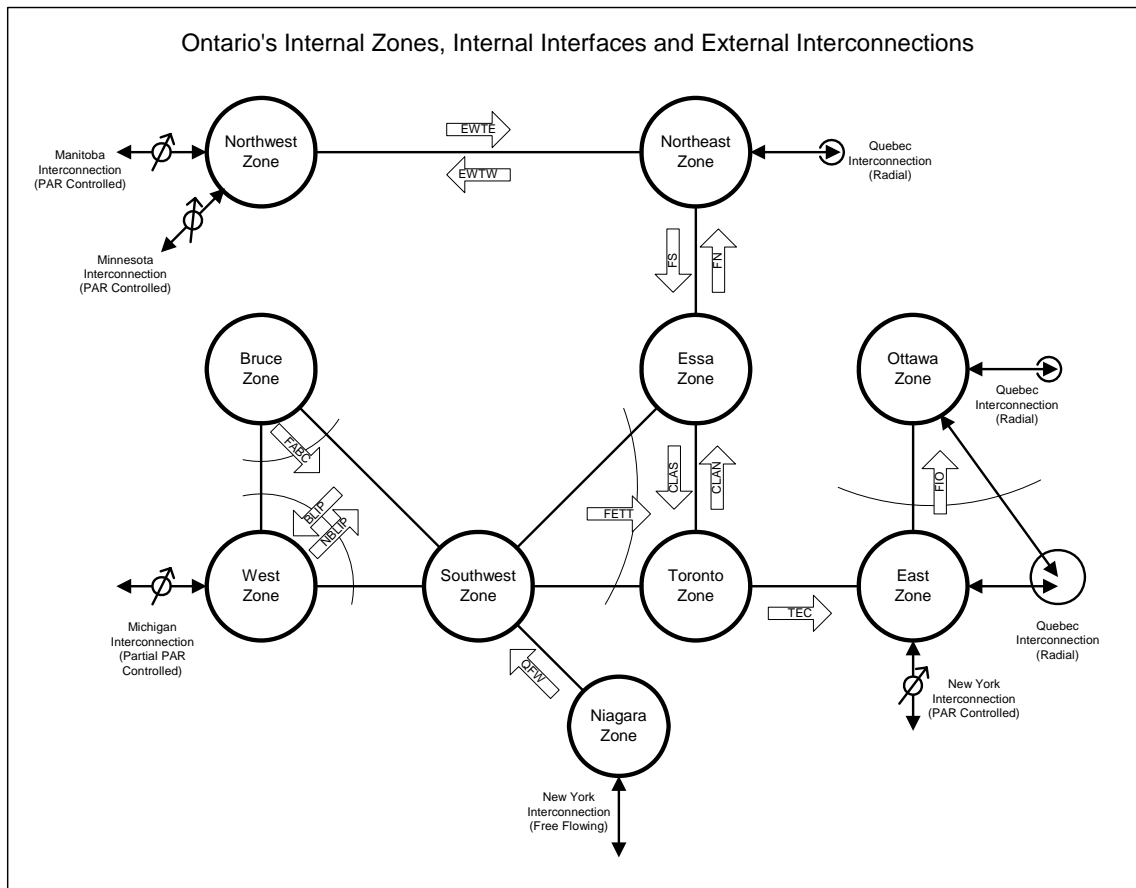 Ontario's Internal Zones, Internal Interfaces and External Interconnections
Northwest
Zone
EWTE
EWTW
Northeast
Zone
Manitoba
Interconnection
(PAR Controlled)
Quebec
Interconnection
(Radial)
Minnesota
Interconnection
(PAR Controlled)
FS
FN
Bruce
Zone
Essa
Zone
Ottawa
Zone
Quebec
Interconnection
(Radial)
FABC
CLAS
CLAN
FIO
BLIP
NBLIP
FETT
West
Zone
Southwest
Zone
Toronto
Zone
East
Zone
TEC
Michigan
Interconnection
(Partial PAR
Controlled)
Quebec
Interconnection
(Radial)
QFW
New York
Interconnection
(PAR Controlled)
Niagara
Zone
New York
Interconnection
(Free Flowing)